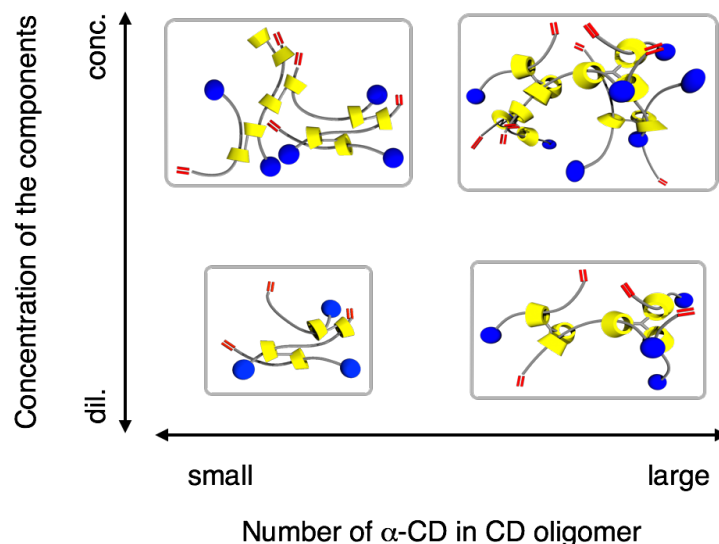 Concentration of the components
conc.
dil.
small
large
Number of α-CD in CD oligomer